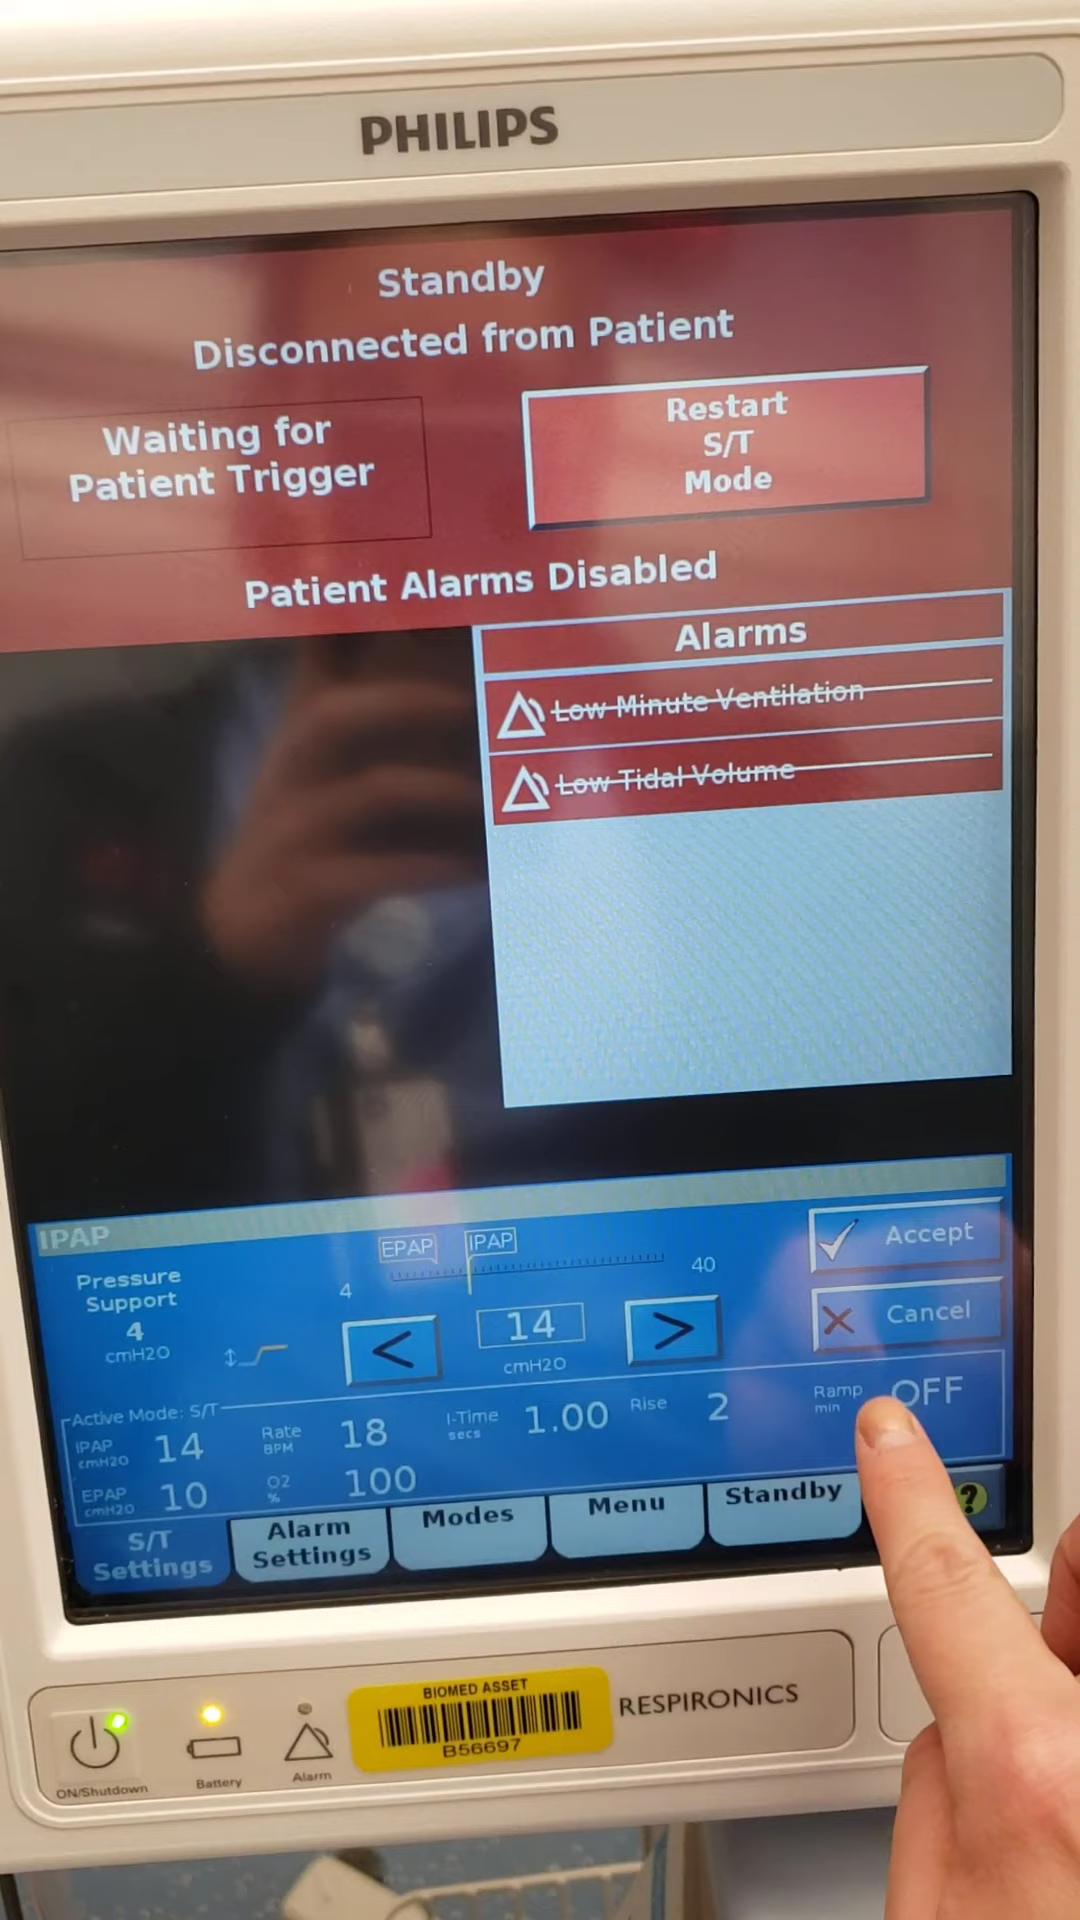 PHILIPS
Standby
Disconnected from Patient
Waiting for
Patient Trigger
Restart
S/T
Mode
Patient Alarms Disabled
Alarms
Low Minute Ventilation
Low Tidal Volume
IPAP
Pressure
Support
4
cmH2O
EPAP
IPAP
4
40
<
14
>
cmH2O
Accept
Cancel
Active Mode: S/T
IPAP
cmH2O
14
Rate
BPM
18
I-Time
secs
1.00
Rise
2
Ramp
min
OFF
EPAP
cmH2O
10
O2
%
100
S/T
Settings
Alarm
Settings
Modes
Menu
Standby
?
ON/Shutdown
Battery
Alarm
BIOMED ASSET
B56697
RESPIRONICS